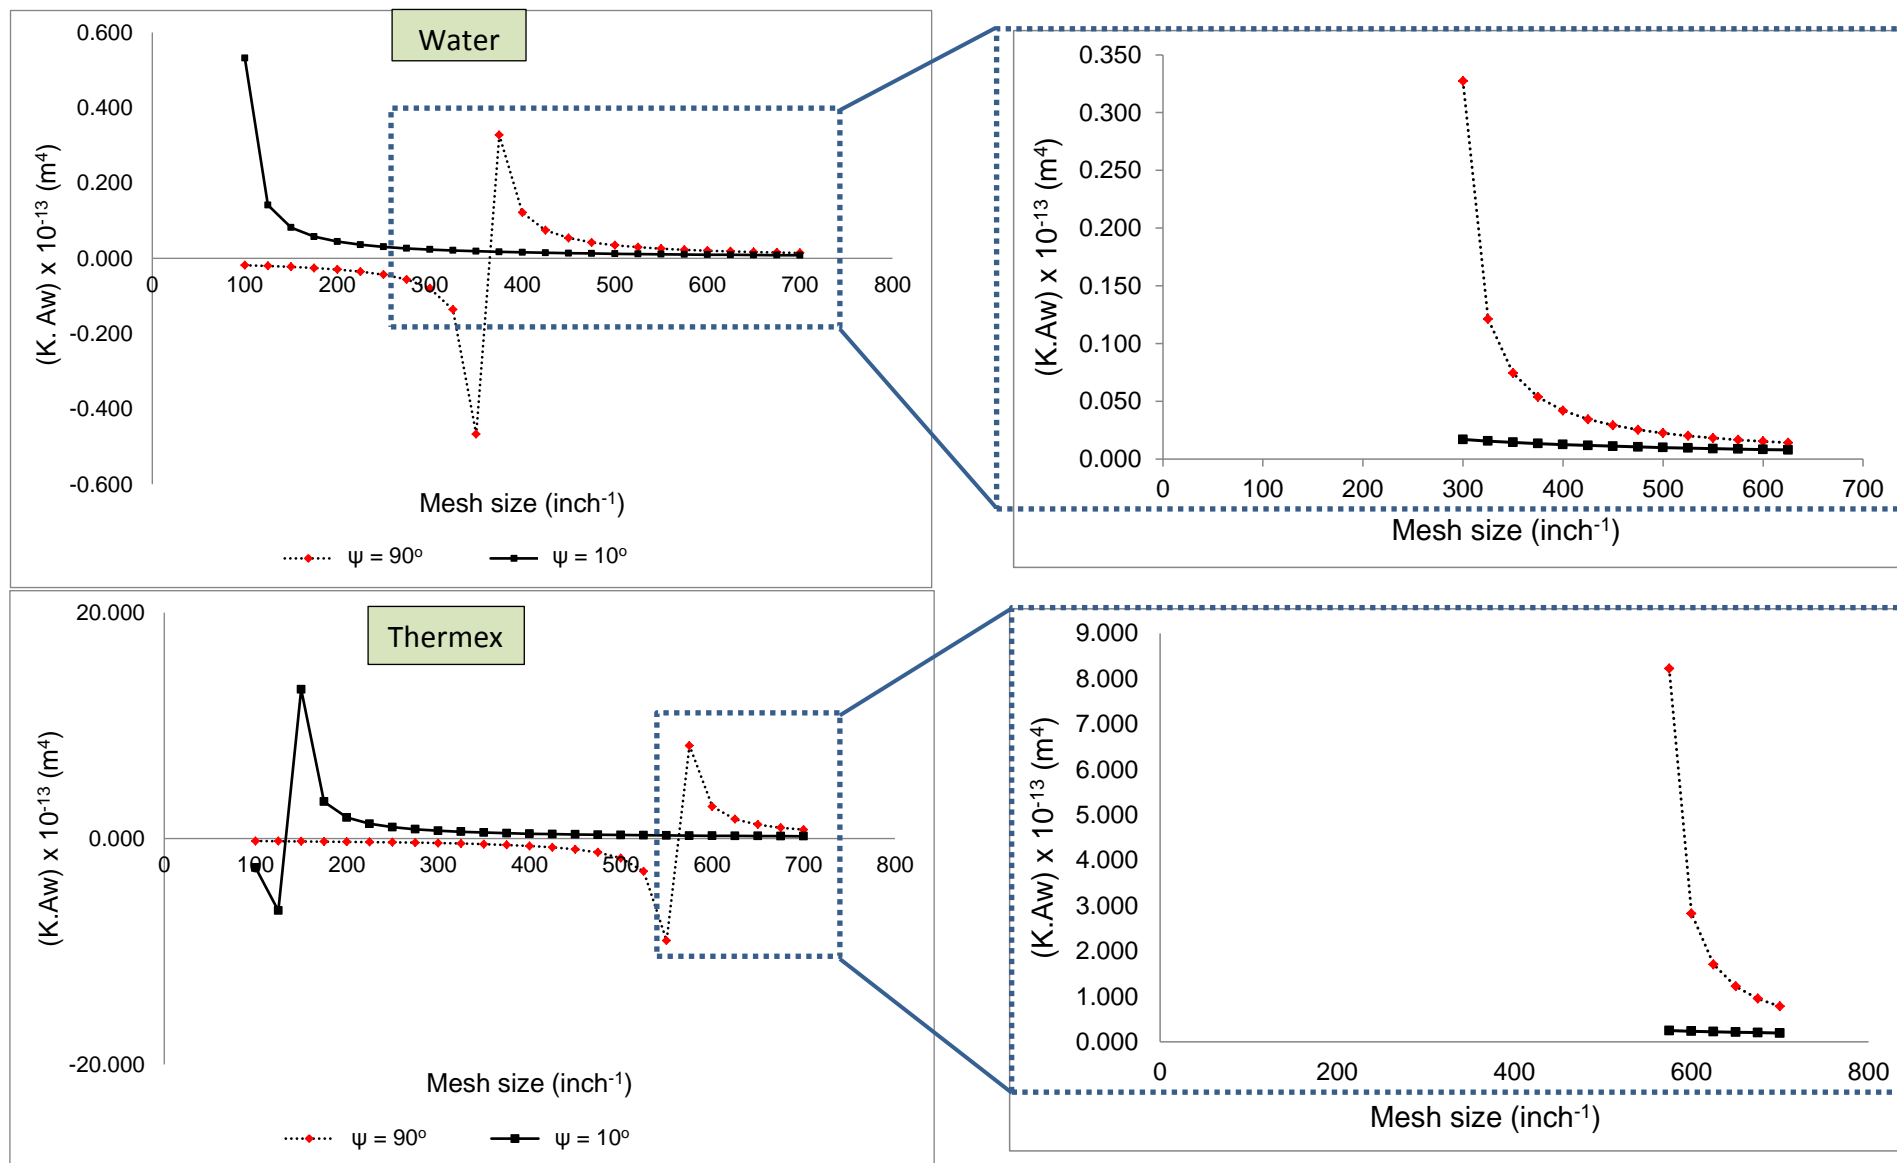 Water
0.600
0.400
0.200
0.000
-0.200
-0.400
-0.600
0 100 200 300 400 500 600 700 800
(K. Aw) x 10⁻¹³ (m⁴)
Mesh size (inch⁻¹)
ψ = 90º ψ = 10º
0.350
0.300
0.250
0.200
0.150
0.100
0.050
0.000
0 100 200 300 400 500 600 700
(K.Aw) x 10⁻¹³ (m⁴)
Mesh size (inch⁻¹)
Thermex
20.000
0.000
-20.000
0 100 200 300 400 500 600 700 800
(K.Aw) x 10⁻¹³ (m⁴)
Mesh size (inch⁻¹)
ψ = 90º ψ = 10º
9.000
8.000
7.000
6.000
5.000
4.000
3.000
2.000
1.000
0.000
0 200 400 600 800
(K.Aw) x 10⁻¹³ (m⁴)
Mesh size (inch⁻¹)